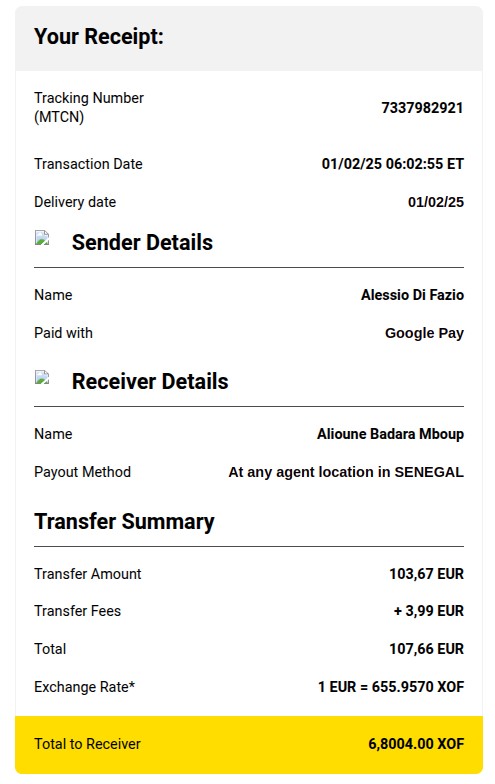 Your Receipt:
Tracking Number
(MTCN)
7337982921
Transaction Date 01/02/25 06:02:55 ET
Delivery date 01/02/25
Sender Details
Name Alessio Di Fazio
Paid with Google Pay
Receiver Details
Name Alioune Badara Mboup
Payout Method At any agent location in SENEGAL
Transfer Summary
Transfer Amount 103,67 EUR
Transfer Fees + 3,99 EUR
Total 107,66 EUR
Exchange Rate* 1 EUR = 655.9570 XOF
Total to Receiver 6,8004.00 XOF